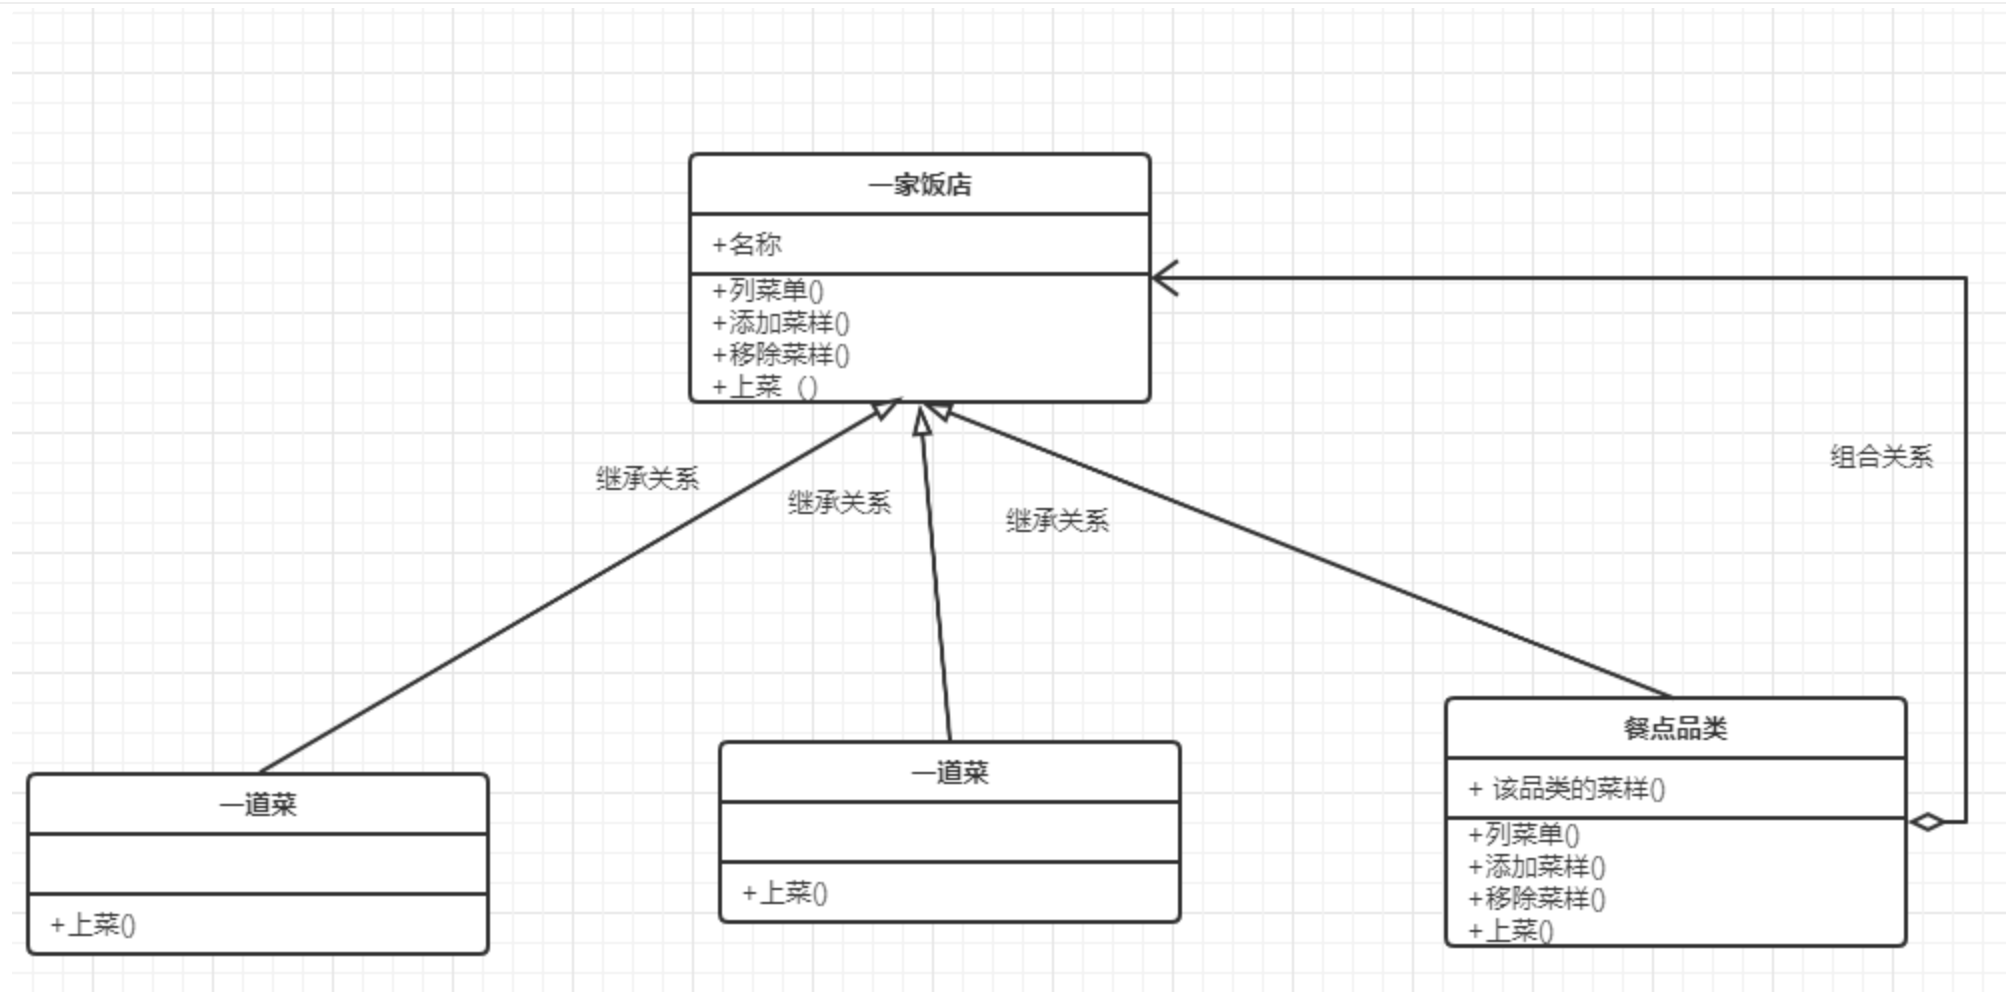 一家饭店
+名称
+列菜单()
+添加菜样()
+移除菜样()
+上菜（）
继承关系
继承关系
继承关系
组合关系
一道菜
+上菜()
一道菜
+上菜()
餐点品类
+ 该品类的菜样()
+列菜单()
+添加菜样()
+移除菜样()
+上菜()